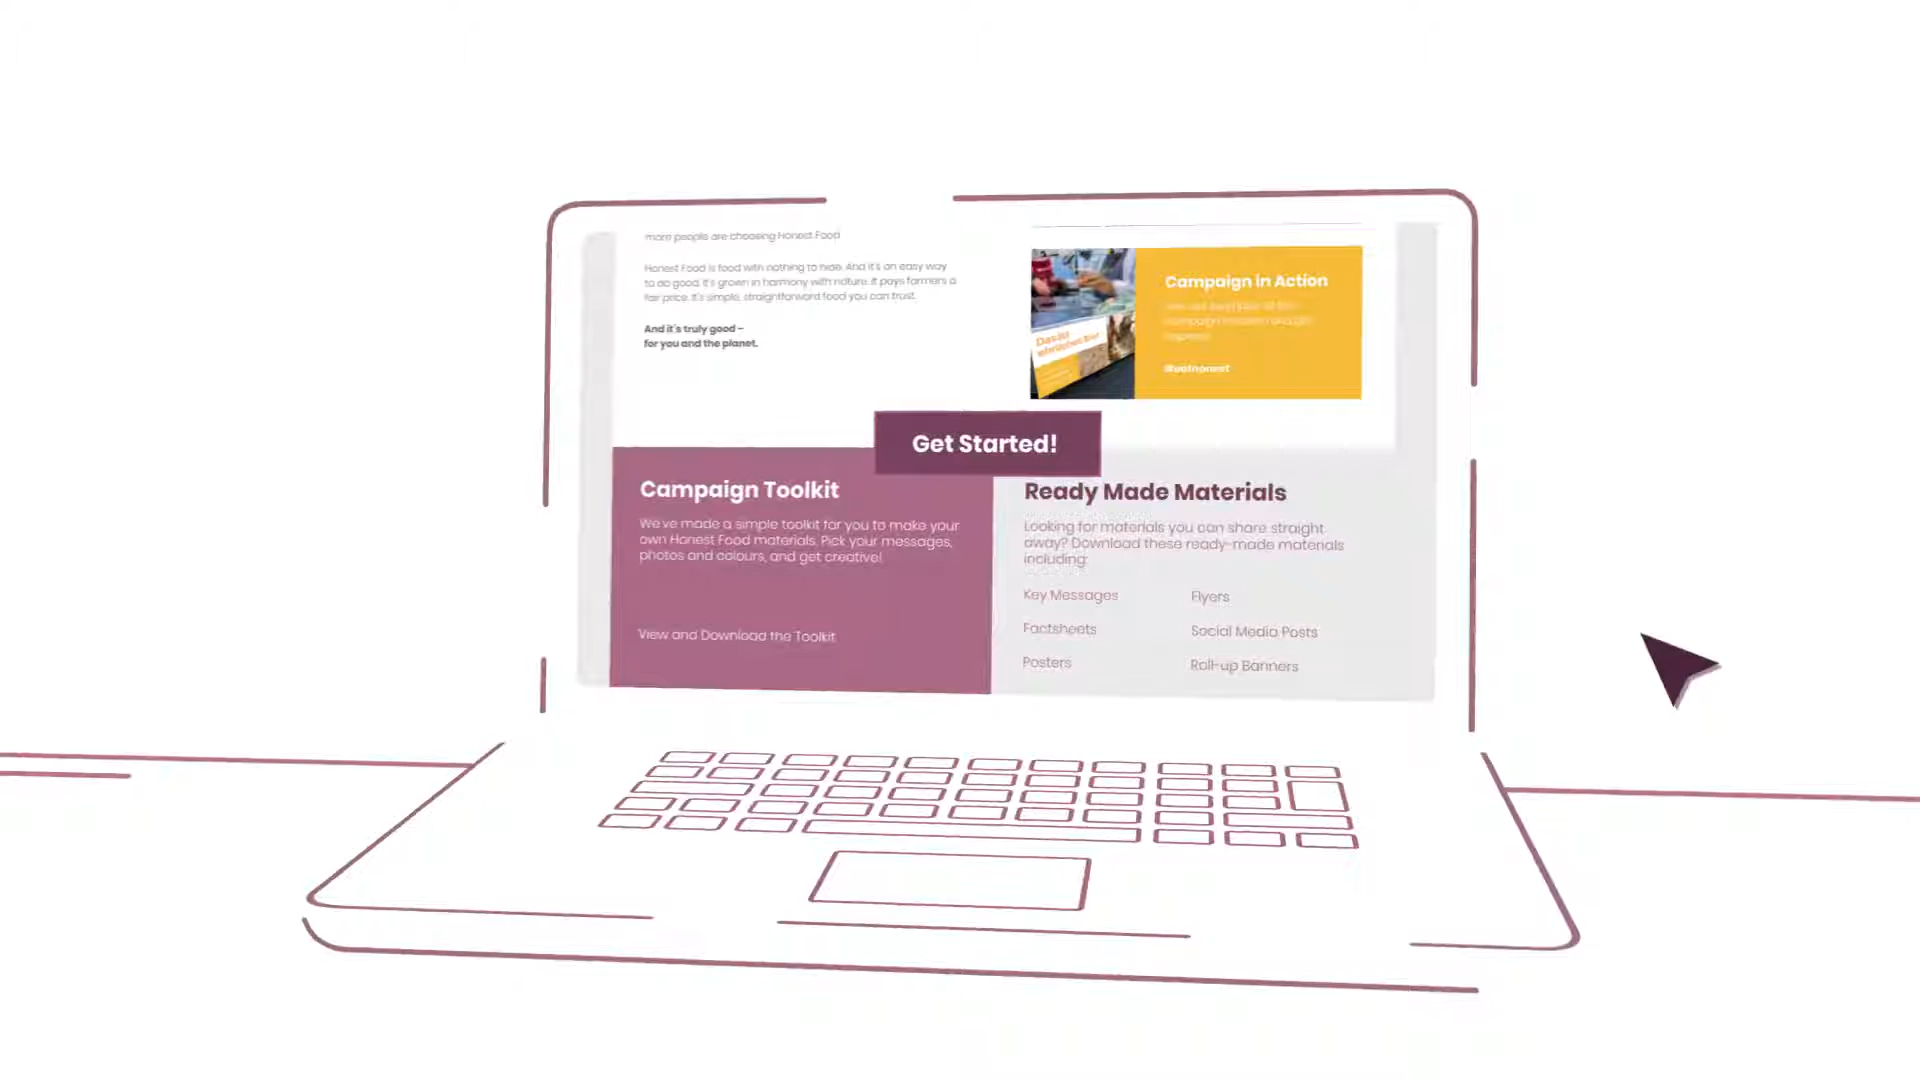 more people are choosing Honest Food
Honest Food is food with nothing to hide. And it's an easy way
to do good. It's grown in harmony with nature. It pays farmers a
fair price. It's simple, straightforward food you can trust.
And it's truly good –
for you and the planet.
Campaign in Action
#eathonest
Get Started!
Campaign Toolkit
We've made a simple toolkit for you to make your
own Honest Food materials. Pick your messages,
photos and colours, and get creative!
View and Download the Toolkit
Ready Made Materials
Looking for materials you can share straight
away? Download these ready-made materials
including:
Key Messages
Flyers
Factsheets
Social Media Posts
Posters
Roll-up Banners